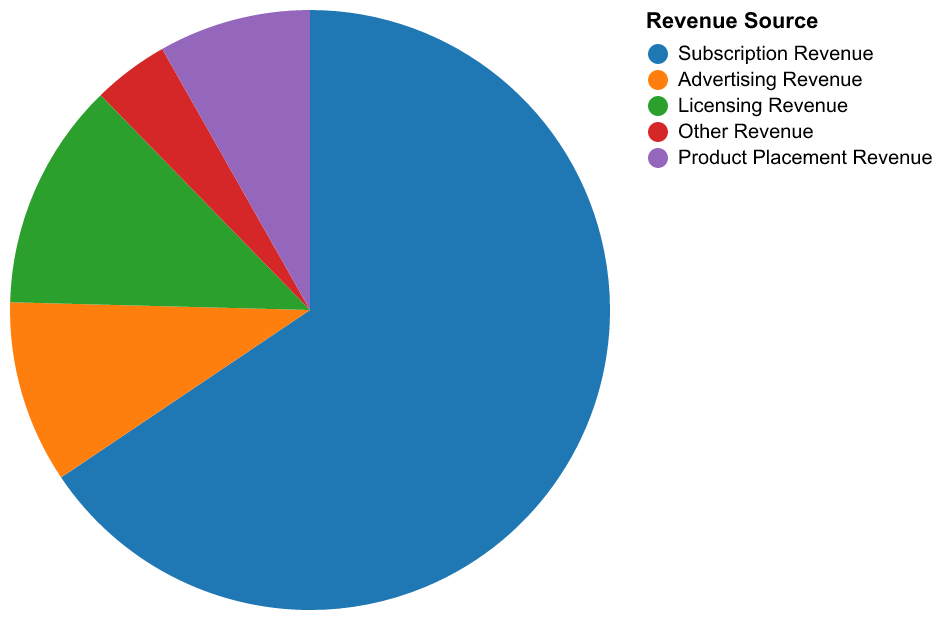 Revenue Source
Subscription Revenue
Advertising Revenue
Licensing Revenue
Other Revenue
Product Placement Revenue